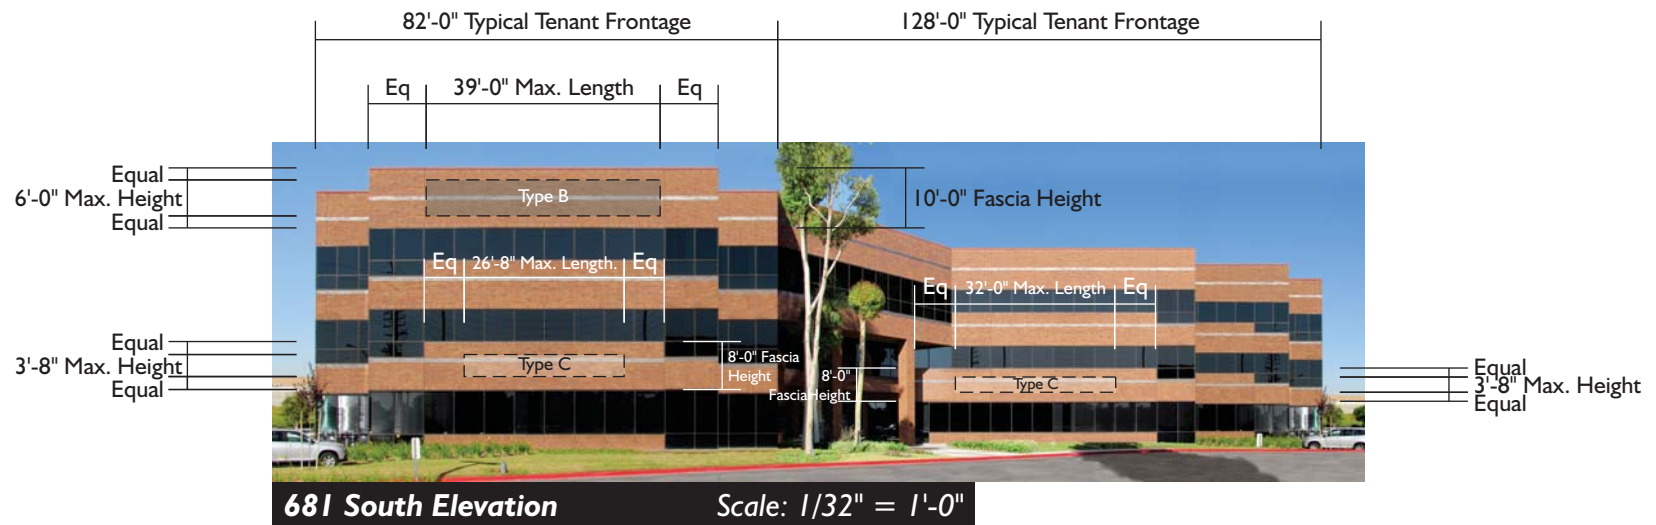 82'-0" Typical Tenant Frontage
128'-0" Typical Tenant Frontage
Eq
39'-0" Max. Length
Eq
Equal
6'-0" Max. Height
Equal
Type B
10'-0" Fascia Height
Eq
26'-8" Max. Length.
Eq
Eq
32'-0" Max. Length
Eq
Equal
3'-8" Max. Height
Equal
Type C
8'-0" Fascia
Height
8'-0"
FasciaHeight
Type C
Equal
3'-8" Max. Height
Equal
681 South Elevation
Scale: 1/32" = 1'-0"